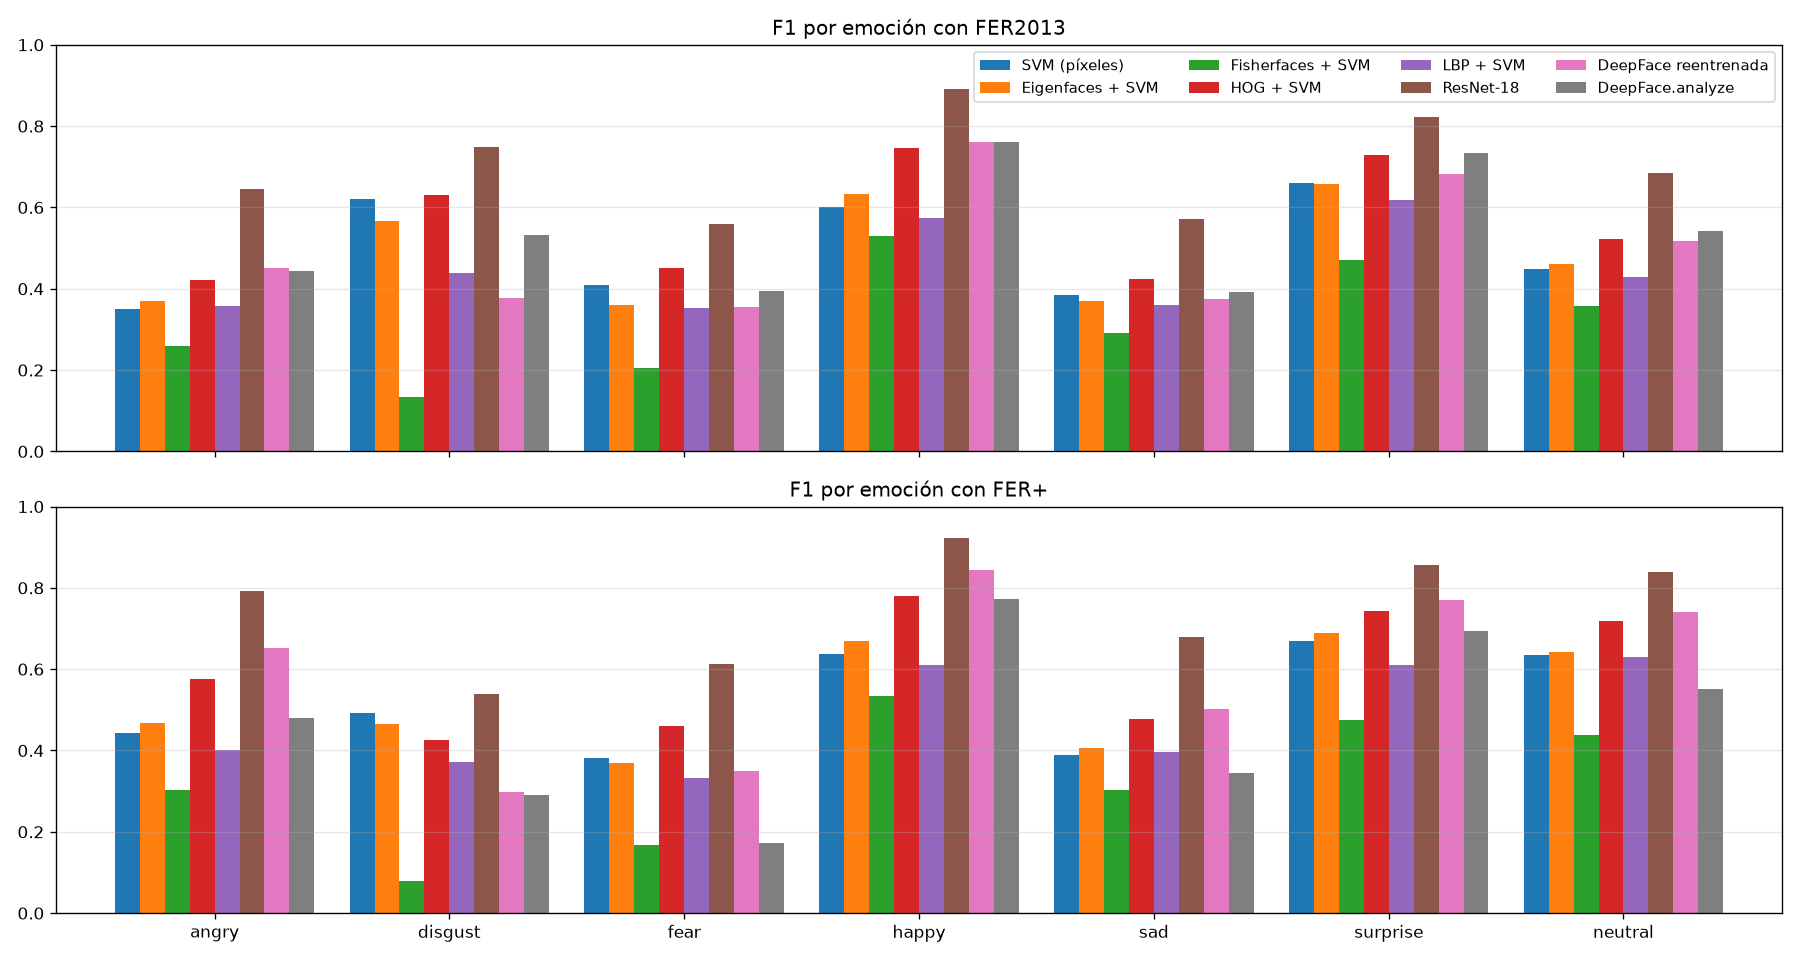 F1 por emoción con FER2013
1.0
0.8
0.6
0.4
0.2
0.0
SVM (píxeles)
Eigenfaces + SVM
Fisherfaces + SVM
HOG + SVM
LBP + SVM
ResNet-18
DeepFace reentrenada
DeepFace.analyze
F1 por emoción con FER+
1.0
0.8
0.6
0.4
0.2
0.0
angry disgust fear happy sad surprise neutral